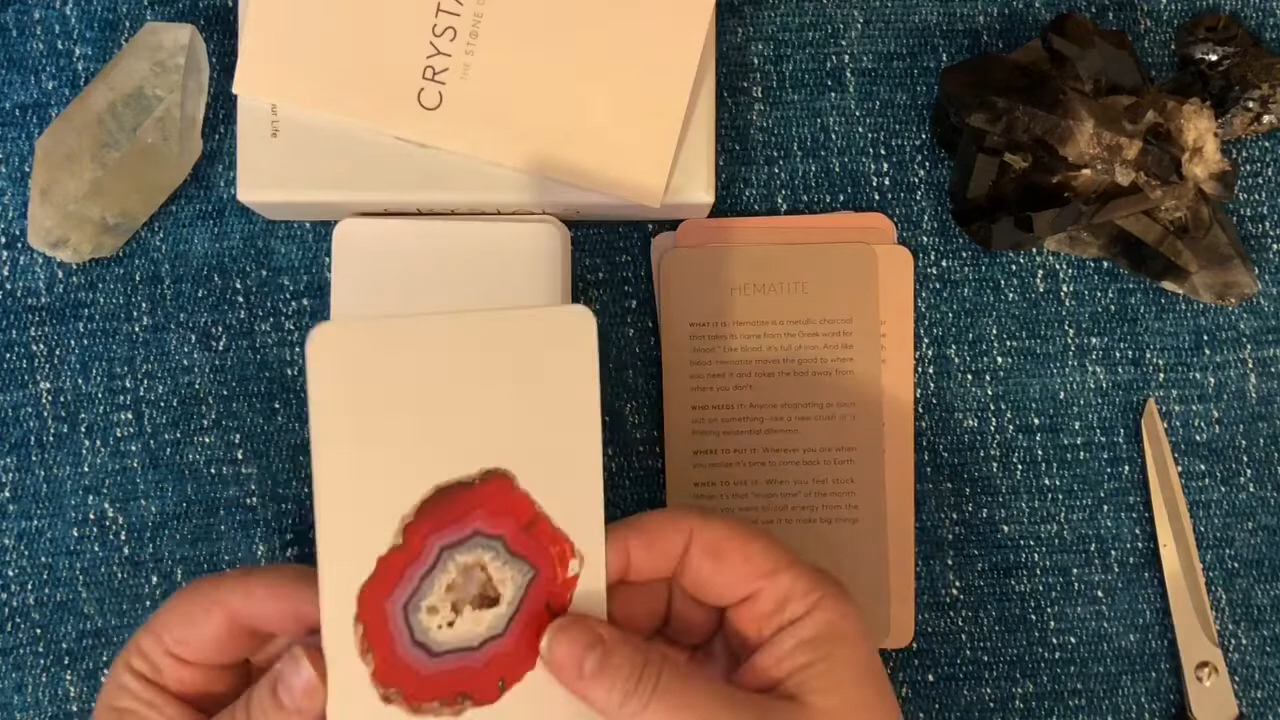 CRYST
THE STONE
ur Life
CRYSTALS
HEMATITE
WHAT IT IS: Hematite is a metallic charcoal
that takes its name from the Greek word for
"blood." Like blood, it's full of iron. And like
blood, Hematite moves the good to where
you need it and takes the bad away from
where you don't.
WHO NEEDS IT: Anyone stagnating or
out on something—like a new crush or a
lifelong existential dilemma.
WHERE TO PUT IT: Wherever you are when
you realize it's time to come back to Earth.
WHEN TO USE IT: When you feel stuck.
When it's that "moon time" of the month.
you want to pull energy from the
use it to make big things